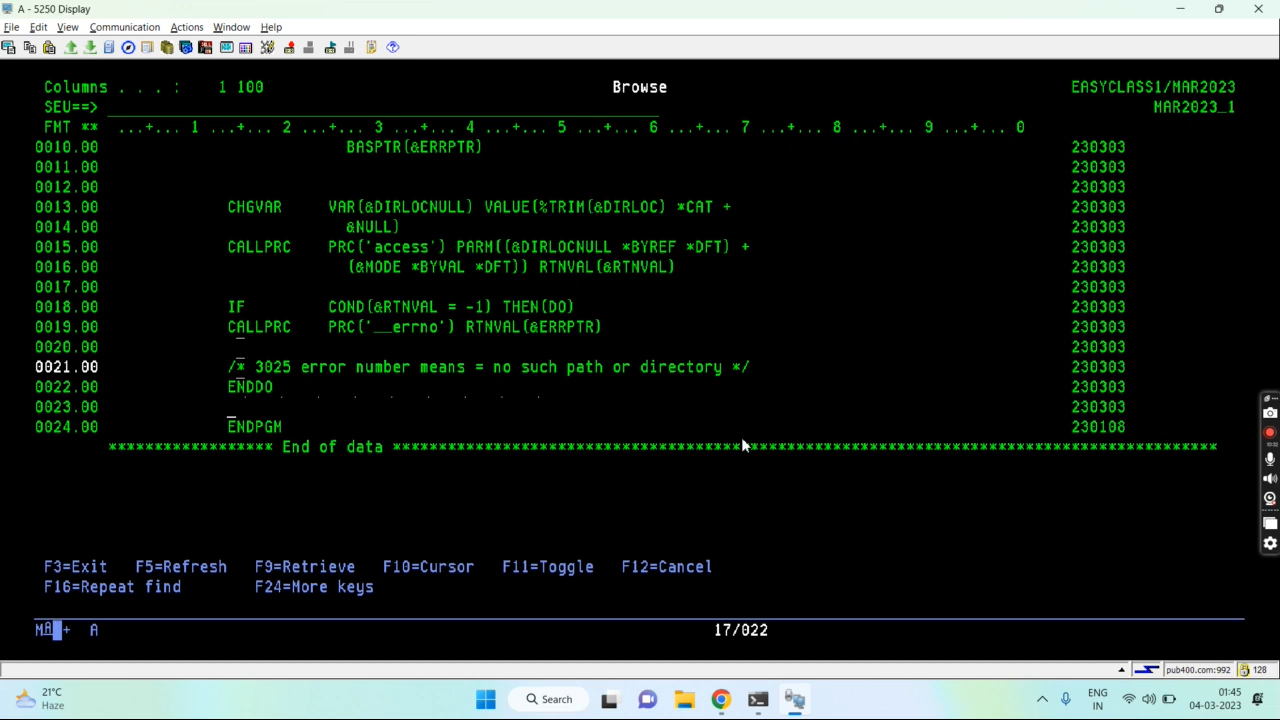 A - 5250 Display
File Edit View Communication Actions Window Help
Columns . . . : 1 100 Browse EASYCLASS1/MAR2023
SEU==> MAR2023_1
FMT ** ...+... 1 ...+... 2 ...+... 3 ...+... 4 ...+... 5 ...+... 6 ...+... 7 ...+... 8 ...+... 9 ...+... 0
0010.00 BASPTR(&ERRPTR) 230303
0011.00 230303
0012.00 230303
0013.00 CHGVAR VAR(&DIRLOCNULL) VALUE(%TRIM(&DIRLOC) *CAT + 230303
0014.00 &NULL) 230303
0015.00 CALLPRC PRC('access') PARM((&DIRLOCNULL *BYREF *DFT) + 230303
0016.00 (&MODE *BYVAL *DFT)) RTNVAL(&RTNVAL) 230303
0017.00 230303
0018.00 IF COND(&RTNVAL = -1) THEN(DO) 230303
0019.00 CALLPRC PRC('__errno') RTNVAL(&ERRPTR) 230303
0020.00 230303
0021.00 /* 3025 error number means = no such path or directory */ 230303
0022.00 ENDDO 230303
0023.00 230303
0024.00 ENDPGM 230108
****************** End of data ******************************************************************************************
F3=Exit F5=Refresh F9=Retrieve F10=Cursor F11=Toggle F12=Cancel
F16=Repeat find F24=More keys
A 17/022
pub400.com:992 128
21°C
Haze
Search
ENG
IN
01:45
04-03-2023